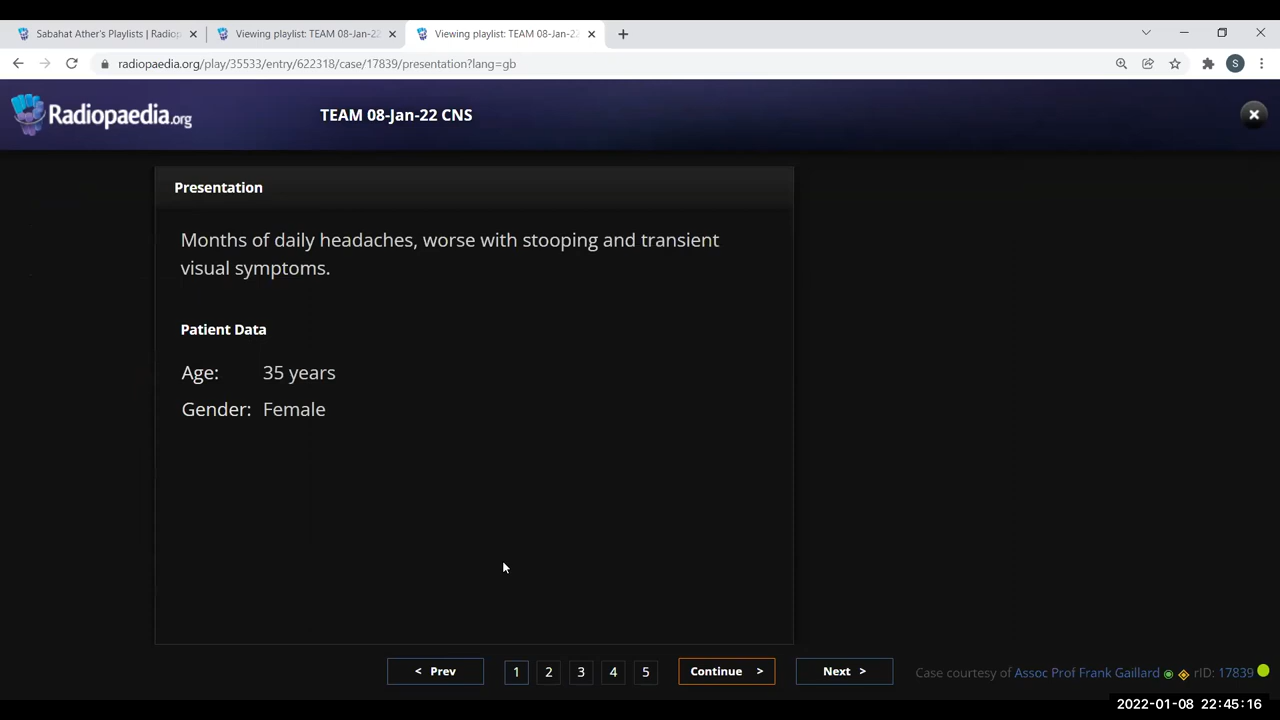 Sabahat Ather's Playlists | Radiop
Viewing playlist: TEAM 08-Jan-22
Viewing playlist: TEAM 08-Jan-22
radiopaedia.org/play/35533/entry/622318/case/17839/presentation?lang=gb
S
Radiopaedia.org
TEAM 08-Jan-22 CNS
Presentation
Months of daily headaches, worse with stooping and transient
visual symptoms.
Patient Data
Age: 35 years
Gender: Female
< Prev 1 2 3 4 5 Continue > Next >
Case courtesy of Assoc Prof Frank Gaillard rID: 17839
2022-01-08 22:45:16